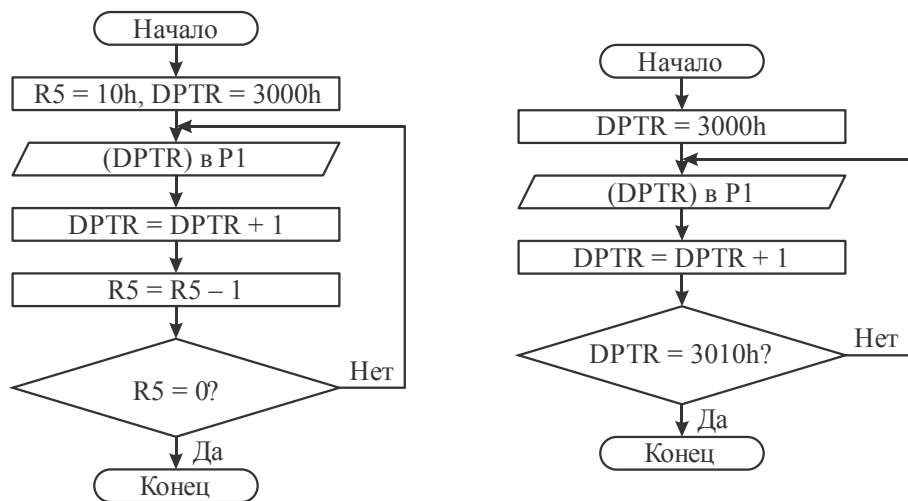 Начало
R5 = 10h, DPTR = 3000h
(DPTR) в P1
DPTR = DPTR + 1
R5 = R5 – 1
R5 = 0?
Нет
Да
Конец
Начало
DPTR = 3000h
(DPTR) в P1
DPTR = DPTR + 1
DPTR = 3010h?
Нет
Да
Конец